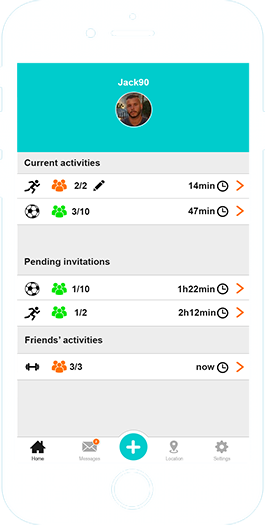 Jack90
Current activities
2/2 14min
3/10 47min
Pending invitations
1/10 1h22min
1/2 2h12min
Friends' activities
3/3 now
Home Messages Location Settings